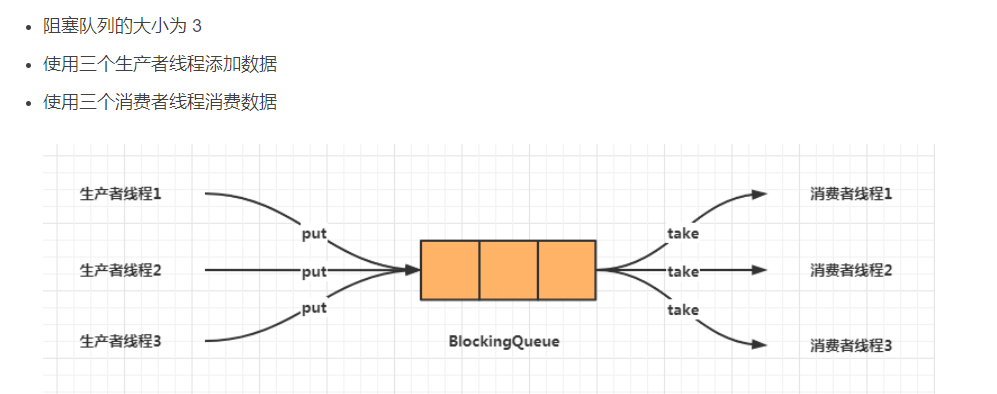 阻塞队列的大小为 3
使用三个生产者线程添加数据
使用三个消费者线程消费数据
生产者线程1
put
take
消费者线程1
生产者线程2
put
take
消费者线程2
生产者线程3
put
take
消费者线程3
BlockingQueue